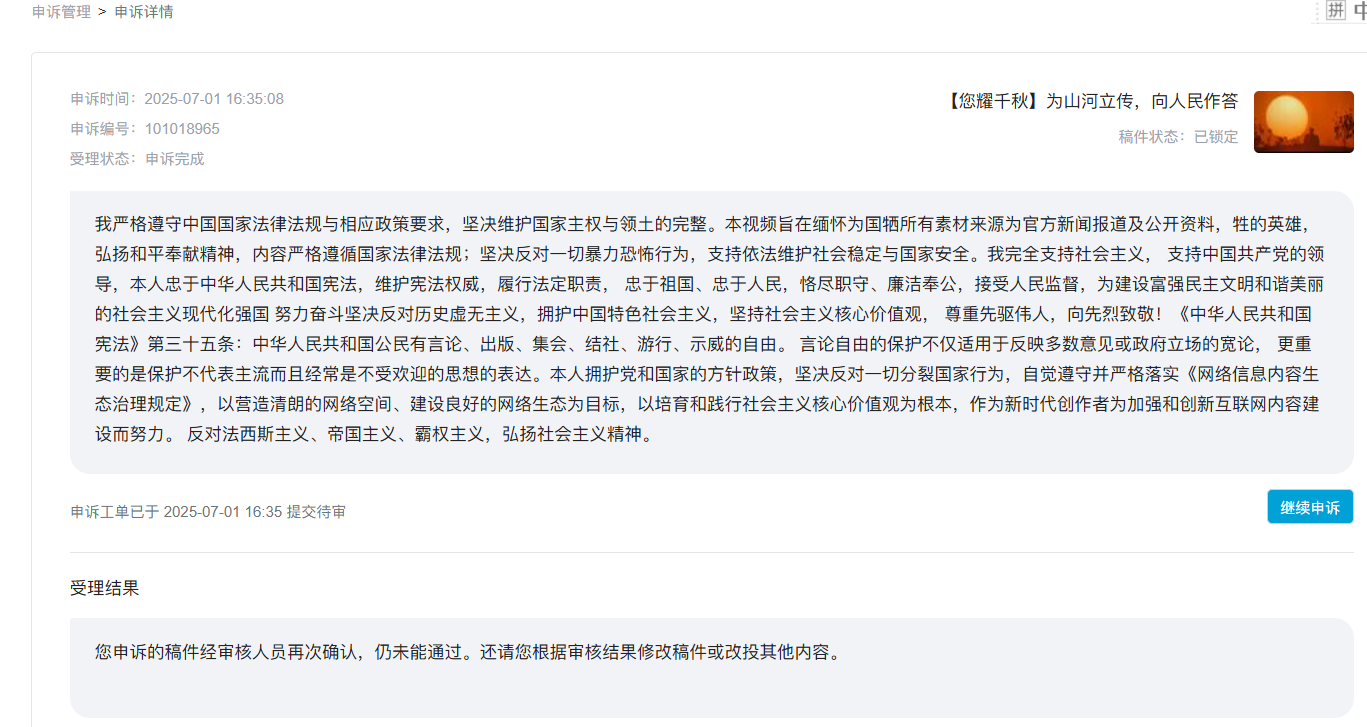 申诉管理 > 申诉详情
拼 中
申诉时间：2025-07-01 16:35:08
申诉编号：101018965
受理状态：申诉完成
【您耀千秋】为山河立传，向人民作答
稿件状态：已锁定
我严格遵守中国国家法律法规与相应政策要求，坚决维护国家主权与领土的完整。本视频旨在缅怀为国牺所有素材来源为官方新闻报道及公开资料，牲的英雄，
弘扬和平奉献精神，内容严格遵循国家法律法规；坚决反对一切暴力恐怖行为，支持依法维护社会稳定与国家安全。我完全支持社会主义， 支持中国共产党的领
导，本人忠于中华人民共和国宪法，维护宪法权威，履行法定职责， 忠于祖国、忠于人民，恪尽职守、廉洁奉公，接受人民监督，为建设富强民主文明和谐美丽
的社会主义现代化强国 努力奋斗坚决反对历史虚无主义，拥护中国特色社会主义，坚持社会主义核心价值观， 尊重先驱伟人，向先烈致敬！《中华人民共和国
宪法》第三十五条：中华人民共和国公民有言论、出版、集会、结社、游行、示威的自由。 言论自由的保护不仅适用于反映多数意见或政府立场的宽论， 更重
要的是保护不代表主流而且经常是不受欢迎的思想的表达。本人拥护党和国家的方针政策，坚决反对一切分裂国家行为，自觉遵守并严格落实《网络信息内容生
态治理规定》，以营造清朗的网络空间、建设良好的网络生态为目标，以培育和践行社会主义核心价值观为根本，作为新时代创作者为加强和创新互联网内容建
设而努力。 反对法西斯主义、帝国主义、霸权主义，弘扬社会主义精神。
申诉工单已于 2025-07-01 16:35 提交待审
继续申诉
受理结果
您申诉的稿件经审核人员再次确认，仍未能通过。还请您根据审核结果修改稿件或改投其他内容。